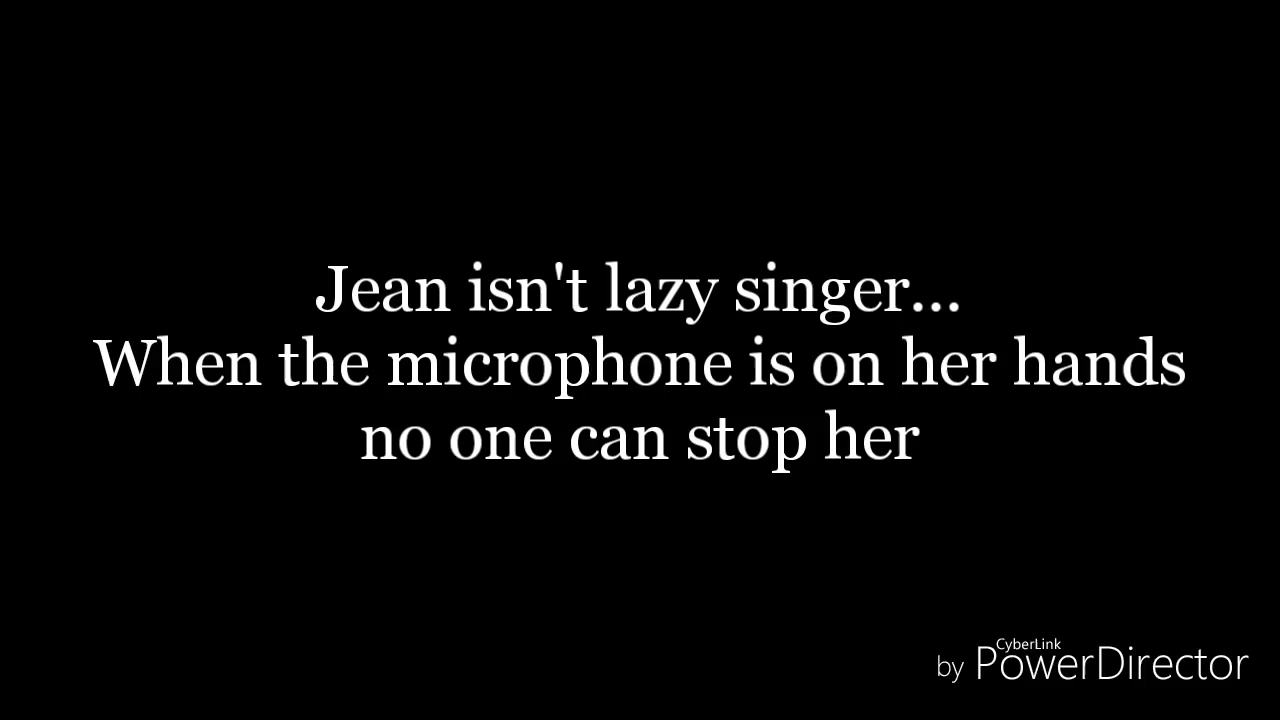 Jean isn't lazy singer...
When the microphone is on her hands
no one can stop her
CyberLink
by PowerDirector